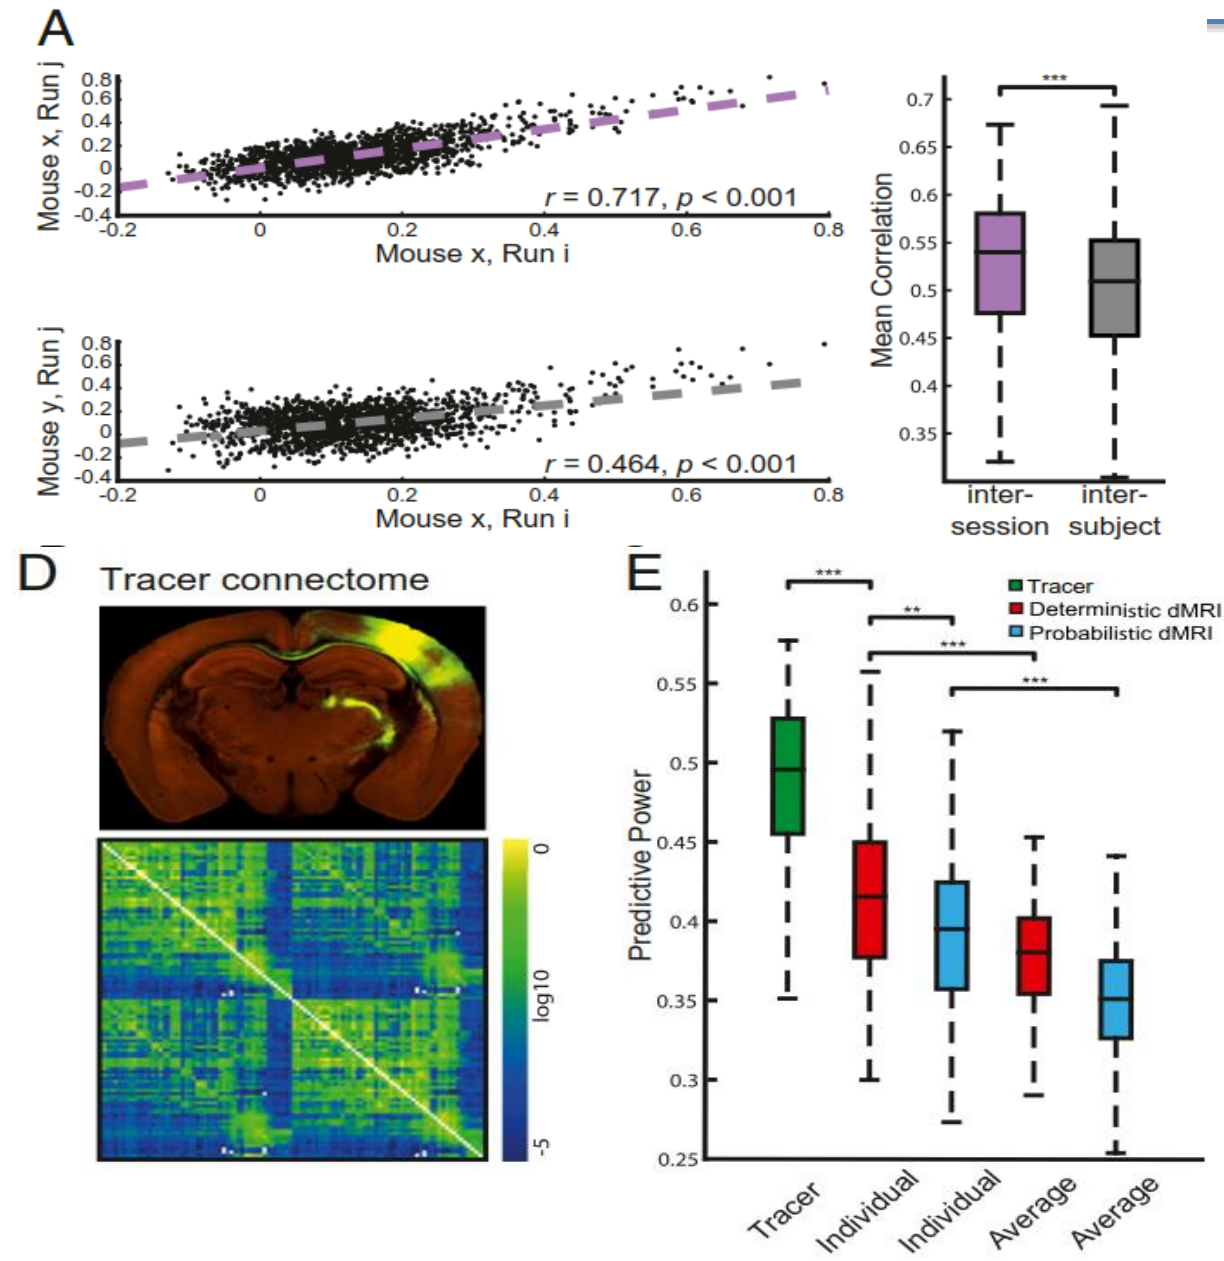 A
Mouse x, Run j
0.8
0.6
0.4
0.2
0
-0.2
-0.4
r = 0.717, p < 0.001
-0.2 0 0.2 0.4 0.6 0.8
Mouse x, Run i
Mouse y, Run j
0.8
0.6
0.4
0.2
0
-0.2
-0.4
r = 0.464, p < 0.001
-0.2 0 0.2 0.4 0.6 0.8
Mouse x, Run i
Mean Correlation
***
0.7
0.65
0.6
0.55
0.5
0.45
0.4
0.35
inter-session
inter-subject
D
Tracer connectome
0
log10
-5
E
Predictive Power
***
**
***
***
Tracer
Deterministic dMRI
Probabilistic dMRI
0.6
0.55
0.5
0.45
0.4
0.35
0.3
0.25
Tracer
Individual
Individual
Average
Average